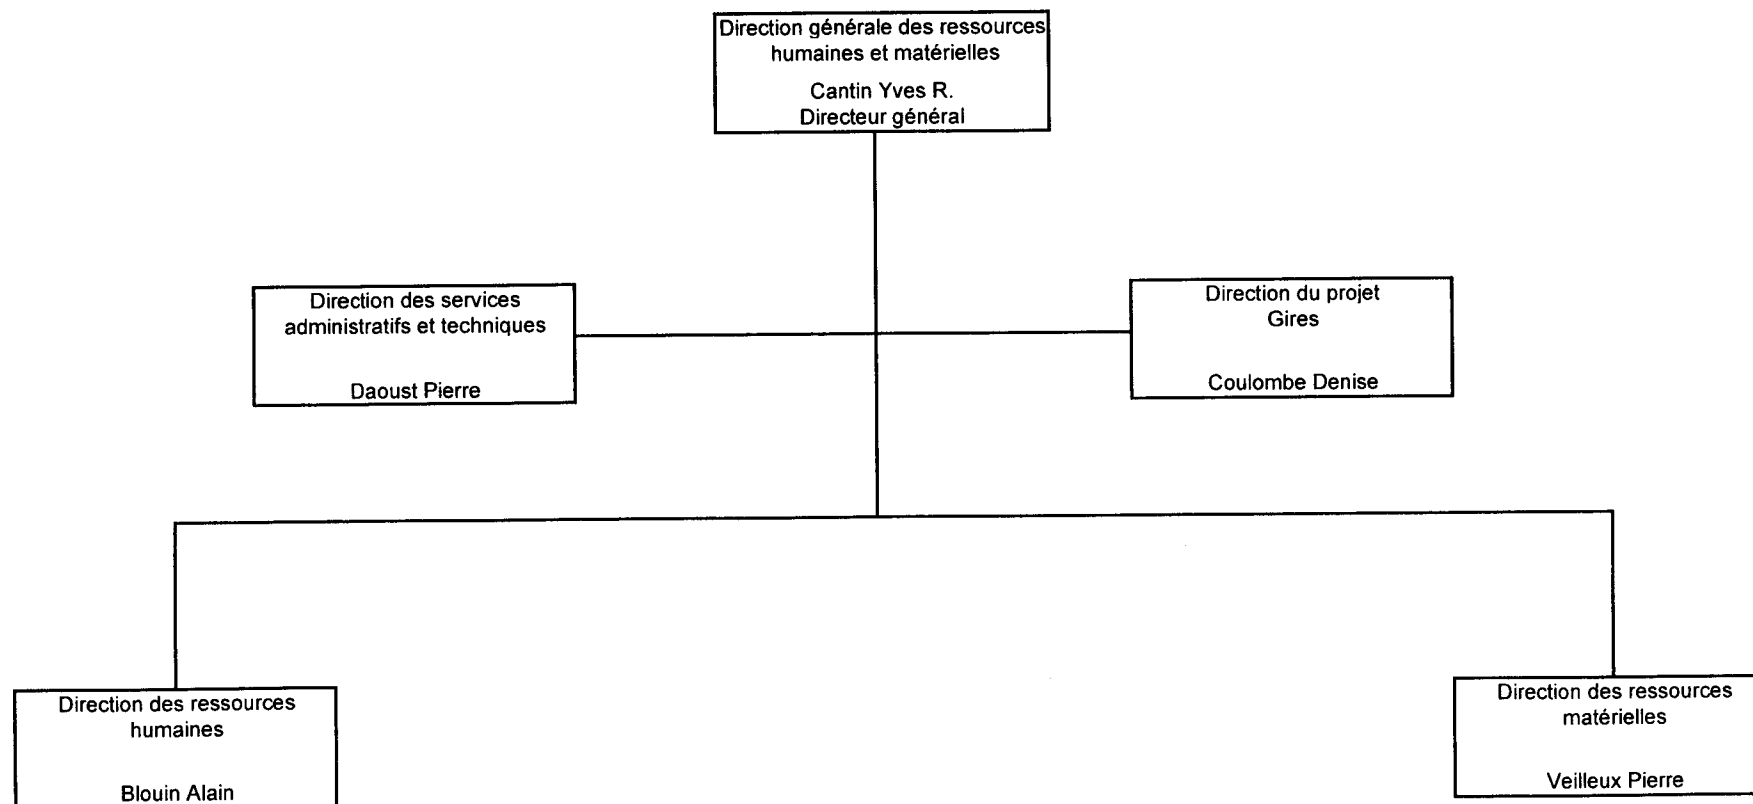 Direction générale des ressources
humaines et matérielles
Cantin Yves R.
Directeur général
Direction des services
administratifs et techniques
Daoust Pierre
Direction du projet
Gires
Coulombe Denise
Direction des ressources
humaines
Blouin Alain
Direction des ressources
matérielles
Veilleux Pierre